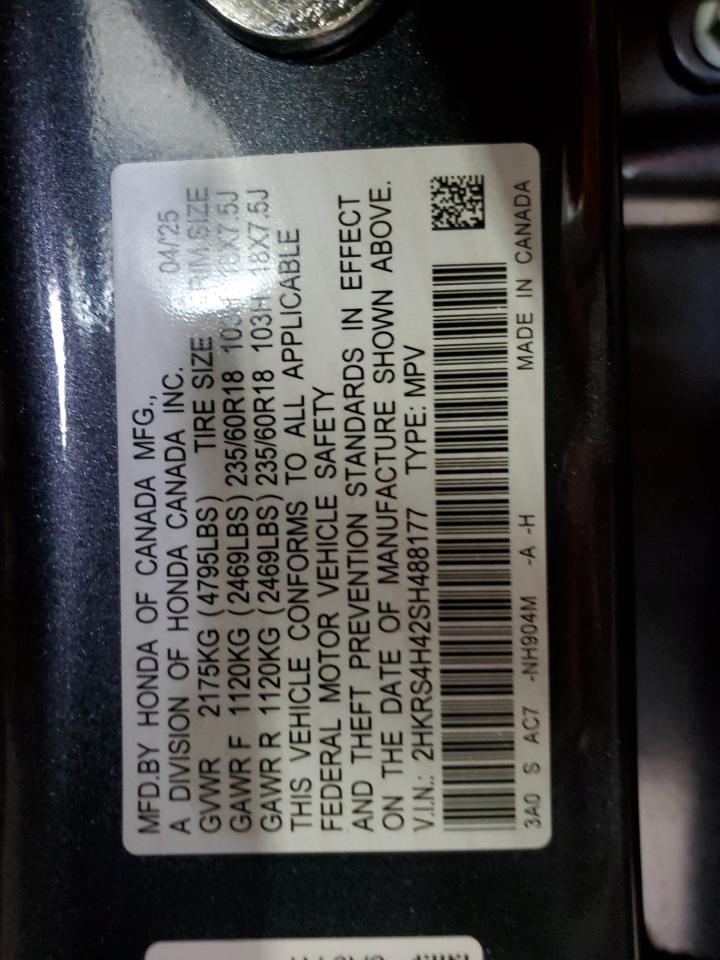 MFD.BY HONDA OF CANADA MFG.,
A DIVISION OF HONDA CANADA INC. 04/'25
GVWR 2175KG (4795LBS) TIRE SIZE RIM SIZE
GAWR F 1120KG (2469LBS) 235/60R18 103H 18X7.5J
GAWR R 1120KG (2469LBS) 235/60R18 103H 18X7.5J
THIS VEHICLE CONFORMS TO ALL APPLICABLE
FEDERAL MOTOR VEHICLE SAFETY
AND THEFT PREVENTION STANDARDS IN EFFECT
ON THE DATE OF MANUFACTURE SHOWN ABOVE.
V.I.N.: 2HKRS4H42SH488177 TYPE: MPV
3A0 S AC7 -NH904M -A -H MADE IN CANADA